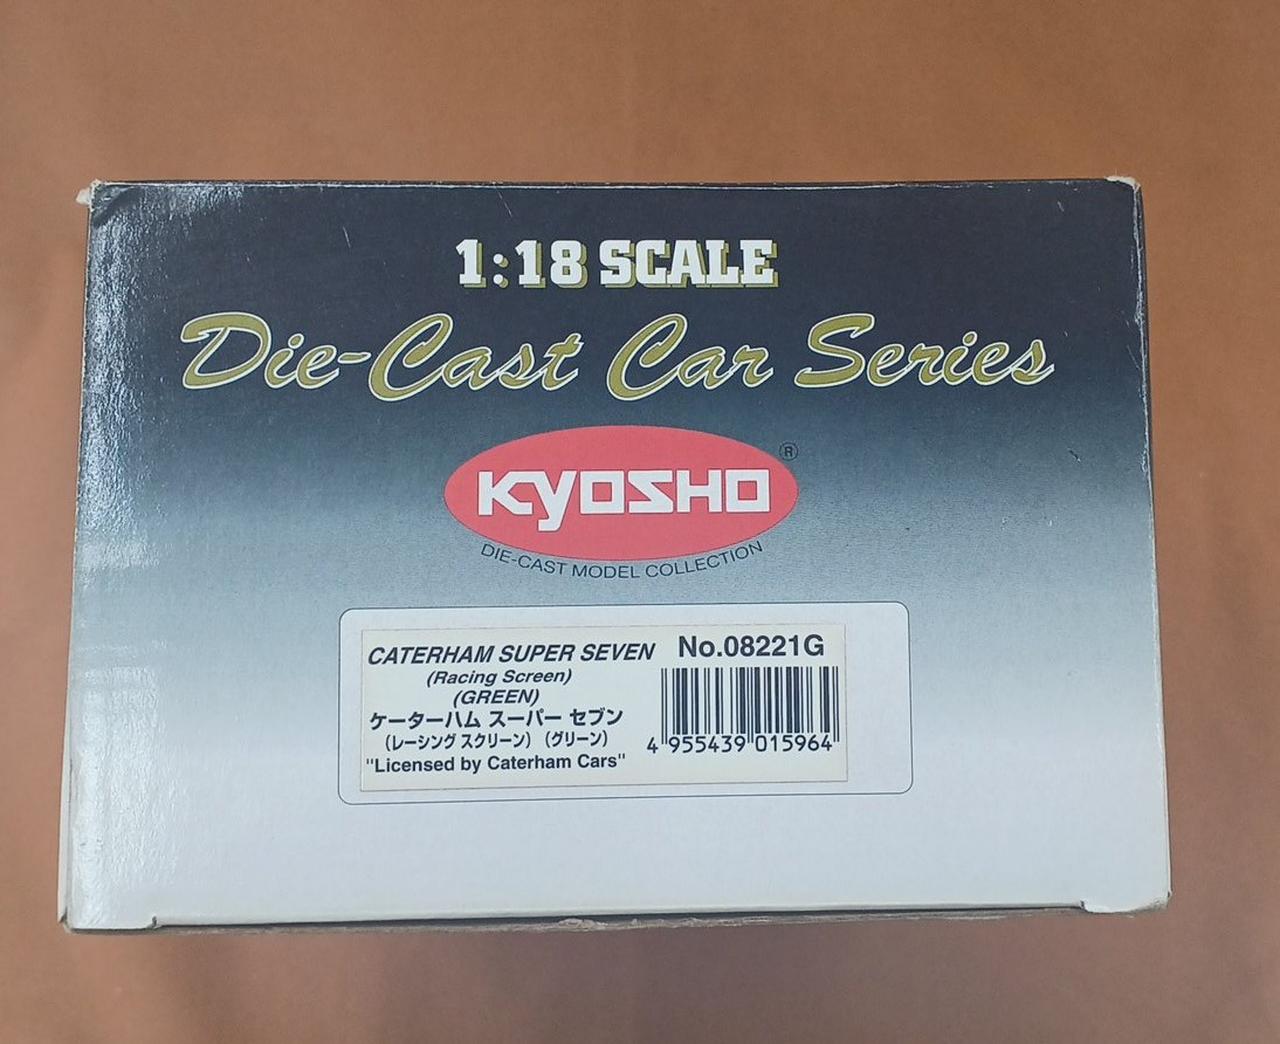 1:18 SCALE
Die-Cast Car Series
KYOSHO ®
DIE-CAST MODEL COLLECTION
CATERHAM SUPER SEVEN No.08221G
(Racing Screen)
(GREEN)
ケーターハム スーパー セブン
(レーシング スクリーン) (グリーン)
4 955439 015964
"Licensed by Caterham Cars"